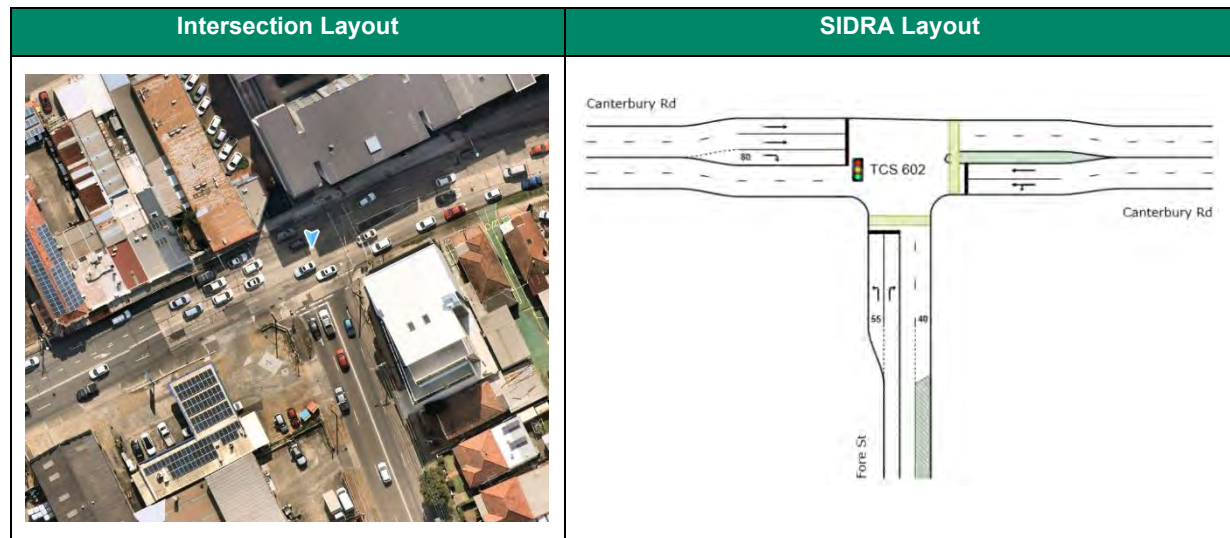 Intersection Layout
SIDRA Layout
Canterbury Rd
80
TCS 602
Canterbury Rd
55
40
Fore St